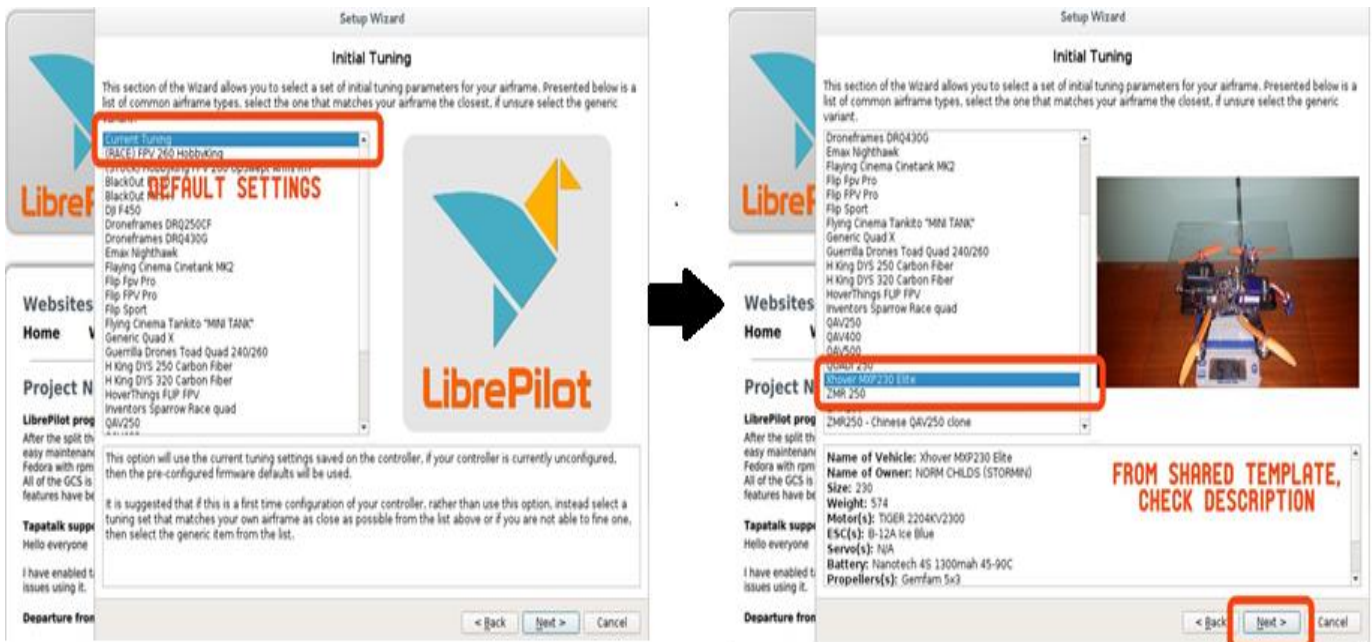 Setup Wizard
Initial Tuning
This section of the Wizard allows you to select a set of initial tuning parameters for your airframe. Presented below is a
list of common airframe types, select the one that matches your airframe the closest, if unsure select the generic
variant.
Current Tuning
(RACE) FPV 260 HobbyKing
BlackOut
DEFAULT SETTINGS
BlackOut
DJI F450
Droneframes DRQ250CF
Droneframes DRQ430G
Emax Nighthawk
Flaying Cinema Cinetank MK2
Flip Fpv Pro
Flip FPV Pro
Flip Sport
Flying Cinema Tankito "MINI TANK"
Generic Quad X
Guerrilla Drones Toad Quad 240/260
H King DYS 250 Carbon Fiber
H King DYS 320 Carbon Fiber
HoverThings FLIP FPV
Inventors Sparrow Race quad
QAV250
LibrePilot
This option will use the current tuning settings saved on the controller, if your controller is currently unconfigured,
then the pre-configured firmware defaults will be used.
It is suggested that if this is a first time configuration of your controller, rather than use this option, instead select a
tuning set that matches your own airframe as close as possible from the list above or if you are not able to fine one,
then select the generic item from the list.
< Back Next > Cancel
Libre
Websites
Home
Project N
LibrePilot prog
After the split th
easy maintenan
Fedora with rpm
All of the GCS is
features have be
Tapatalk suppo
Hello everyone
I have enabled t
issues using it.
Departure from
Setup Wizard
Initial Tuning
This section of the Wizard allows you to select a set of initial tuning parameters for your airframe. Presented below is a
list of common airframe types, select the one that matches your airframe the closest, if unsure select the generic
variant.
Droneframes DRQ430G
Emax Nighthawk
Flaying Cinema Cinetank MK2
Flip Fpv Pro
Flip FPV Pro
Flip Sport
Flying Cinema Tankito "MINI TANK"
Generic Quad X
Guerrilla Drones Toad Quad 240/260
H King DYS 250 Carbon Fiber
H King DYS 320 Carbon Fiber
HoverThings FLIP FPV
Inventors Sparrow Race quad
QAV250
QAV400
QAV500
Xhover MXP230 Elite
ZMR 250
ZMR250 - Chinese QAV250 clone
Name of Vehicle: Xhover MXP230 Elite
Name of Owner: NORM CHILDS (STORMIN)
Size: 230
Weight: 574
Motor(s): TIGER 2204KV2300
ESC(s): B-12A Ice Blue
Servo(s): N/A
Battery: Nanotech 4S 1300mah 45-90C
Propellers(s): Gemfam 5x3
FROM SHARED TEMPLATE,
CHECK DESCRIPTION
< Back Next > Cancel
Libre
Websites
Home
Project N
LibrePilot prog
After the split th
easy maintenan
Fedora with rpm
All of the GCS is
features have be
Tapatalk suppo
Hello everyone
I have enabled t
issues using it.
Departure from